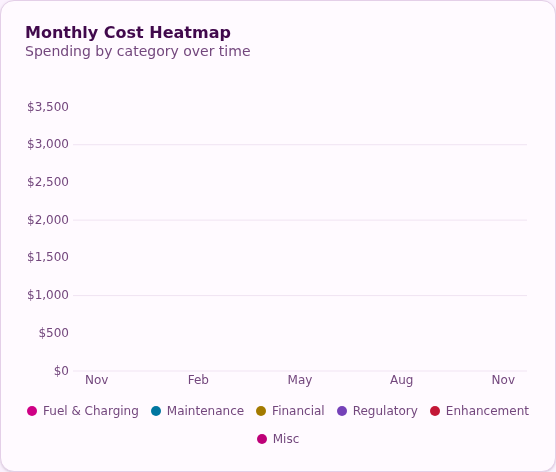 Monthly Cost Heatmap
Spending by category over time
$3,500
$3,000
$2,500
$2,000
$1,500
$1,000
$500
$0
Nov Feb May Aug Nov
Fuel & Charging Maintenance Financial Regulatory Enhancement
Misc